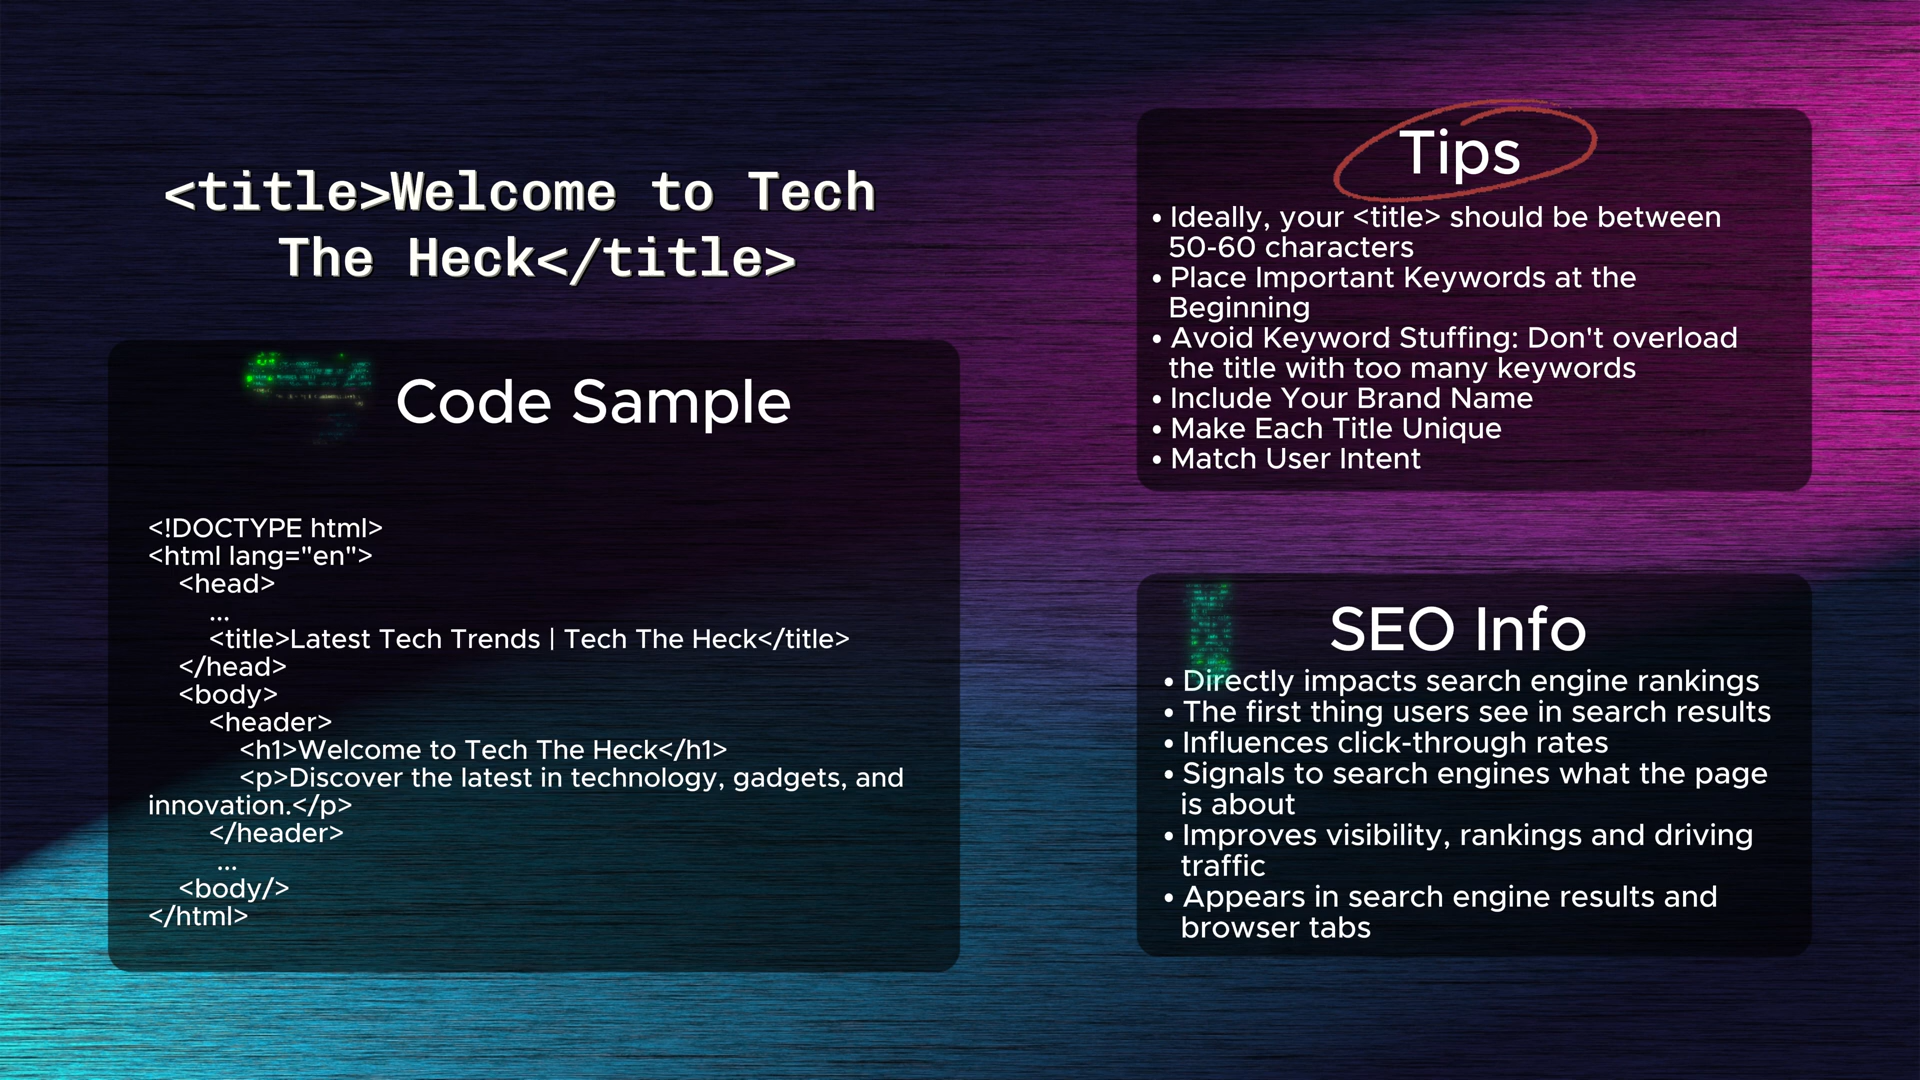 <title>Welcome to Tech
The Heck</title>
Code Sample
<!DOCTYPE html>
<html lang="en">
<head>
...
<title>Latest Tech Trends | Tech The Heck</title>
</head>
<body>
<header>
<h1>Welcome to Tech The Heck</h1>
<p>Discover the latest in technology, gadgets, and
innovation.</p>
</header>
...
<body/>
</html>
Tips
• Ideally, your <title> should be between
50-60 characters
• Place Important Keywords at the
Beginning
• Avoid Keyword Stuffing: Don't overload
the title with too many keywords
• Include Your Brand Name
• Make Each Title Unique
• Match User Intent
SEO Info
• Directly impacts search engine rankings
• The first thing users see in search results
• Influences click-through rates
• Signals to search engines what the page
is about
• Improves visibility, rankings and driving
traffic
• Appears in search engine results and
browser tabs